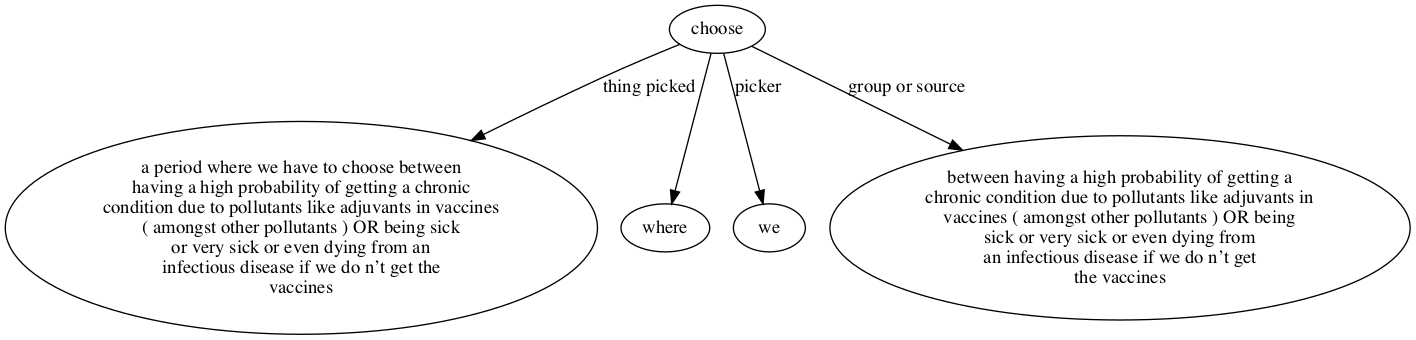 choose
thing picked
picker
group or source
a period where we have to choose between
having a high probability of getting a chronic
condition due to pollutants like adjuvants in vaccines
( amongst other pollutants ) OR being sick
or very sick or even dying from an
infectious disease if we do n't get the
vaccines
where
we
between having a high probability of getting a
chronic condition due to pollutants like adjuvants in
vaccines ( amongst other pollutants ) OR being
sick or very sick or even dying from
an infectious disease if we do n't get
the vaccines